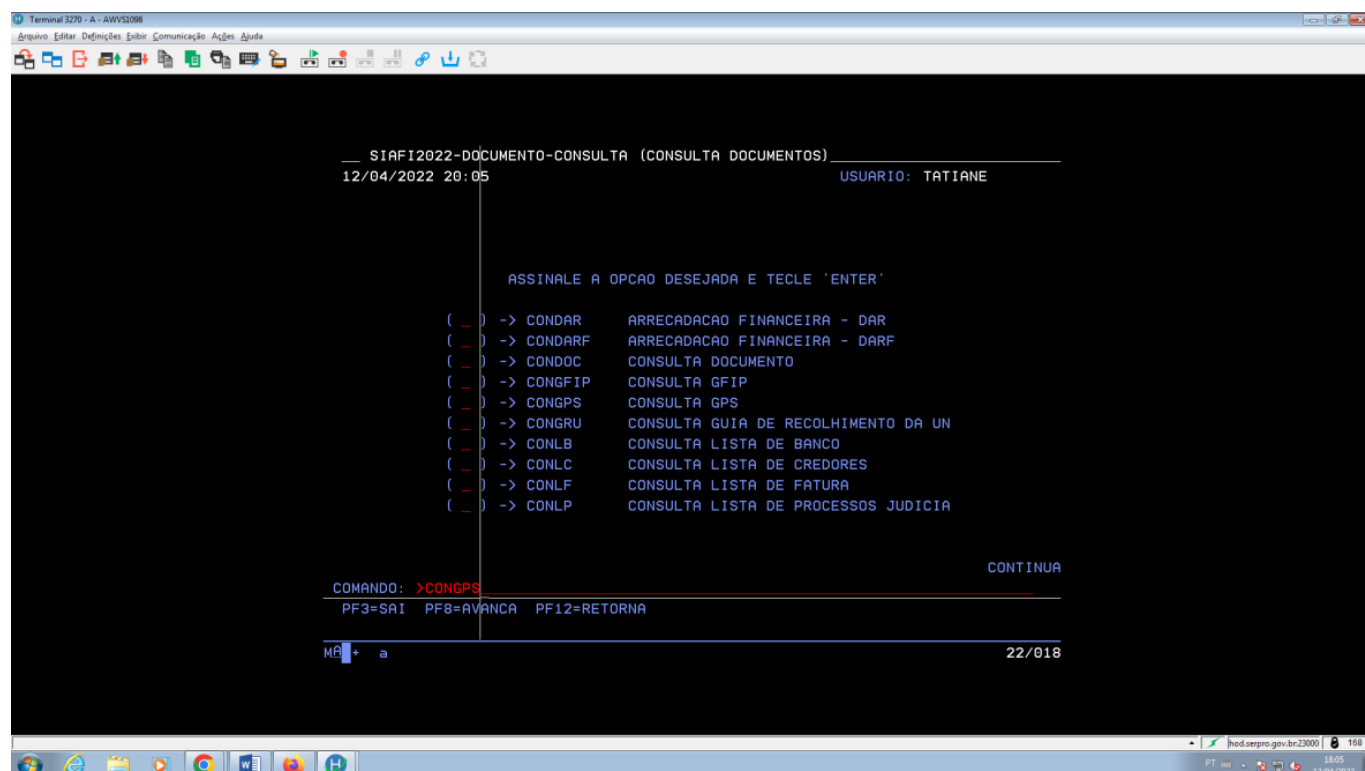 Terminal 3270 - A - AWVS1098
Arquivo Editar Definições Exibir Comunicação Ações Ajuda
__ SIAFI2022-DOCUMENTO-CONSULTA (CONSULTA DOCUMENTOS)
12/04/2022 20:05 USUARIO: TATIANE
ASSINALE A OPCAO DESEJADA E TECLE 'ENTER'
( _ ) -> CONDAR ARRECADACAO FINANCEIRA - DAR
( _ ) -> CONDARF ARRECADACAO FINANCEIRA - DARF
( _ ) -> CONDOC CONSULTA DOCUMENTO
( _ ) -> CONGFIP CONSULTA GFIP
( _ ) -> CONGPS CONSULTA GPS
( _ ) -> CONGRU CONSULTA GUIA DE RECOLHIMENTO DA UN
( _ ) -> CONLB CONSULTA LISTA DE BANCO
( _ ) -> CONLC CONSULTA LISTA DE CREDORES
( _ ) -> CONLF CONSULTA LISTA DE FATURA
( _ ) -> CONLP CONSULTA LISTA DE PROCESSOS JUDICIA
CONTINUA
COMANDO: >CONGPS
PF3=SAI PF8=AVANCA PF12=RETORNA
MA + a 22/018
hod.serpro.gov.br:23000 168
PT 18:05